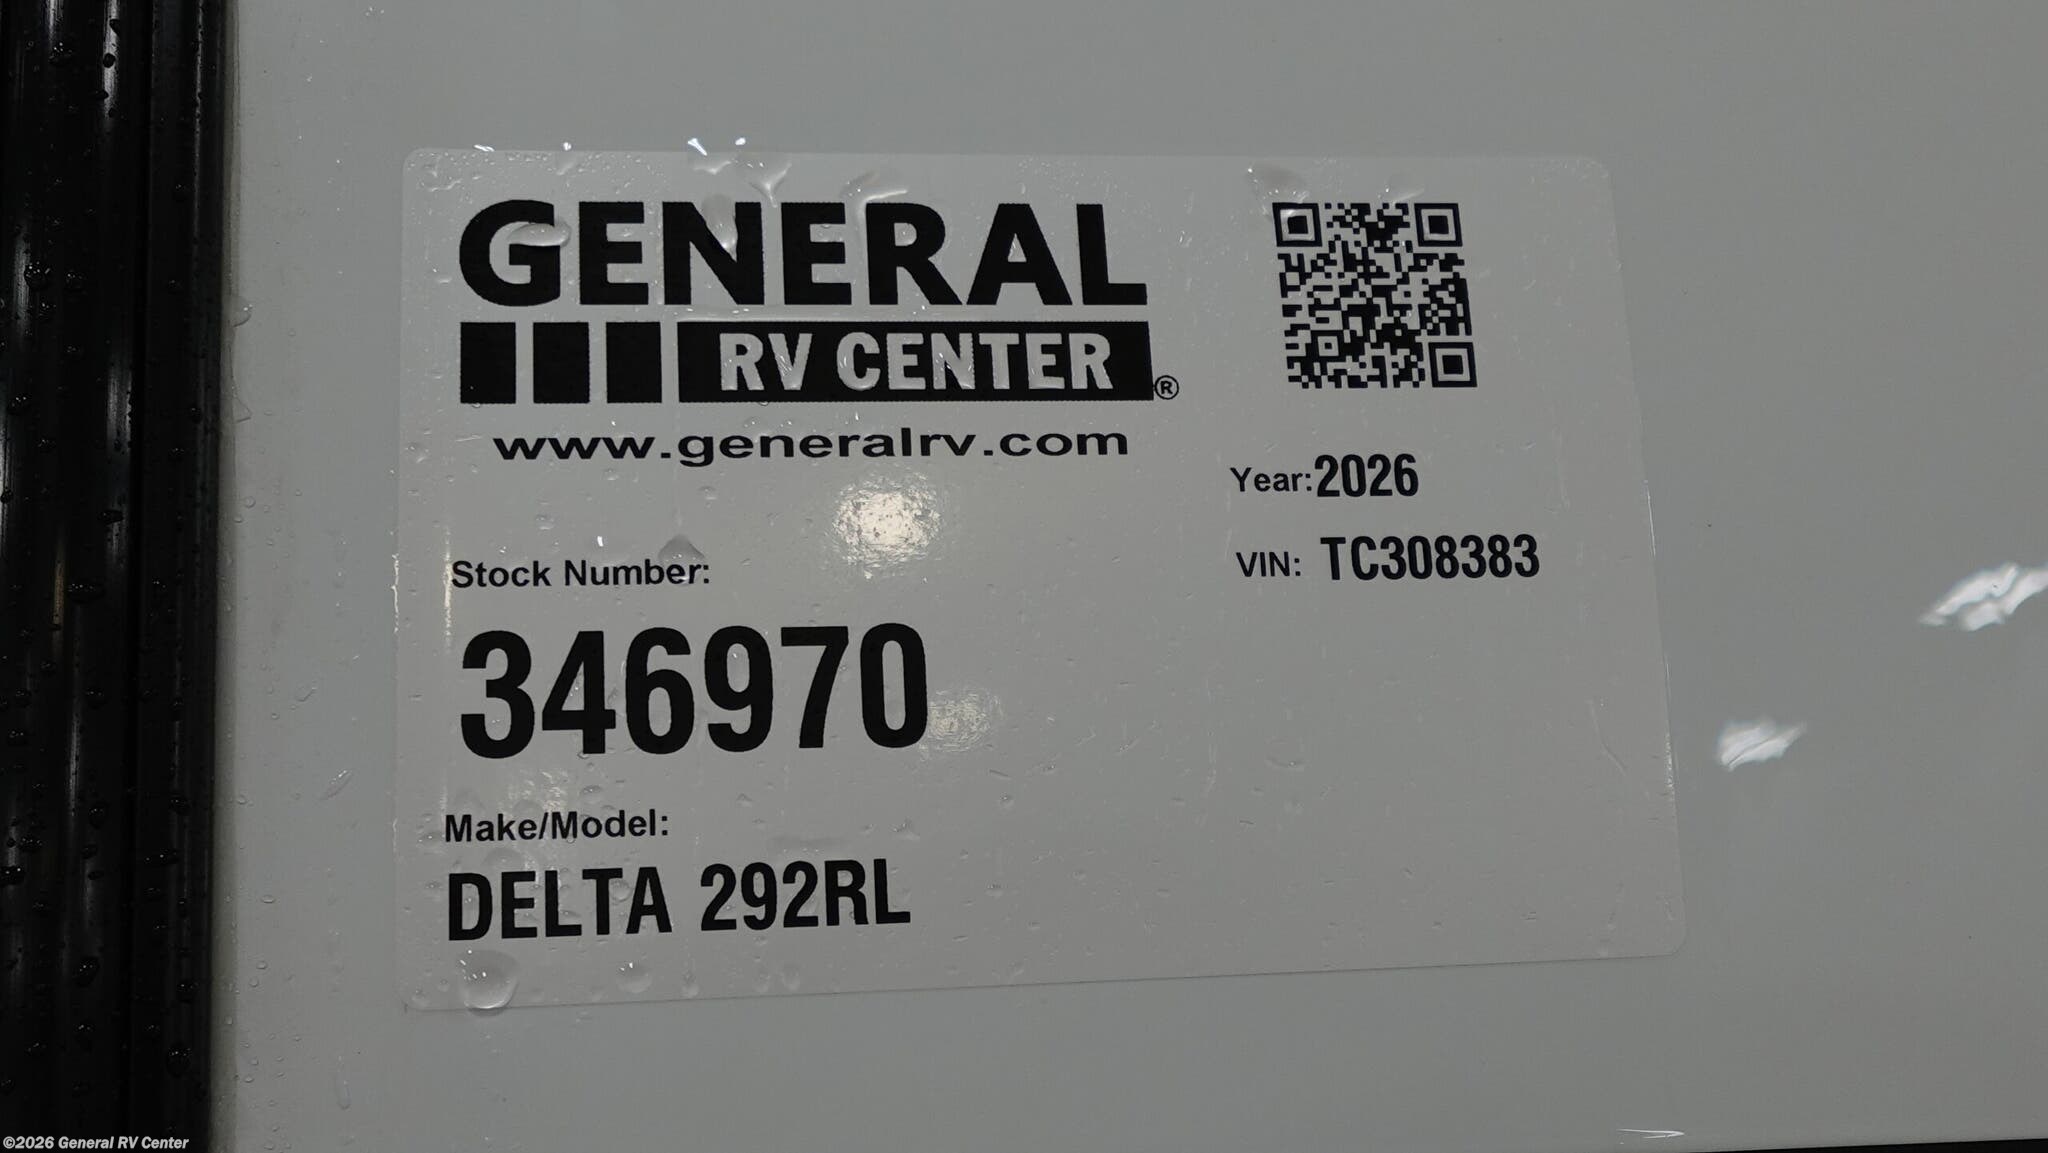 GENERAL
RV CENTER®
www.generalrv.com
Year: 2026
VIN: TC308383
Stock Number:
346970
Make/Model:
DELTA 292RL
©2026 General RV Center